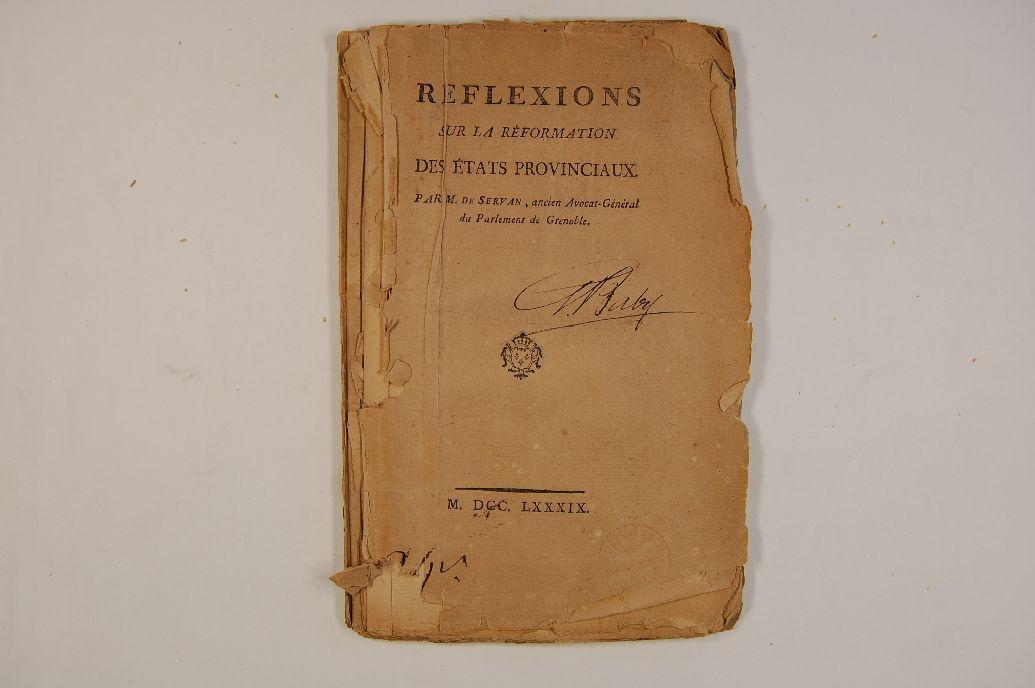 REFLEXIONS
SUR LA RÉFORMATION
DES ÉTATS PROVINCIAUX.
PAR M. DE SERVAN, ancien Avocat-Général
du Parlement de Grenoble.
Baby
M. DCC. LXXXIX.